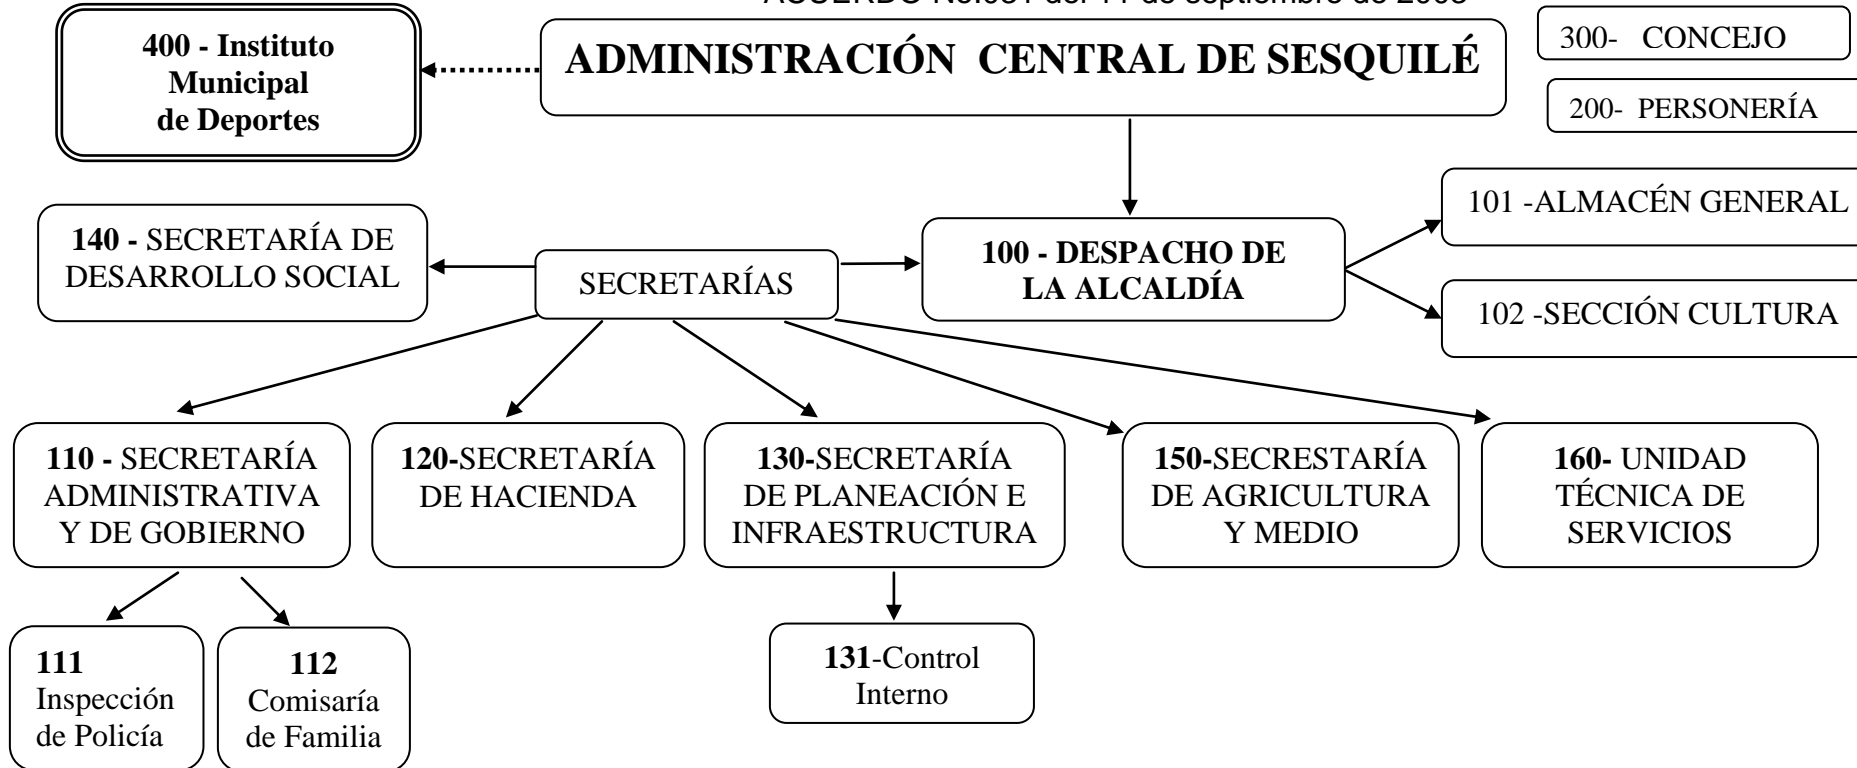 ADMINISTRACIÓN CENTRAL DE SESQUILÉ
400 - Instituto
Municipal
de Deportes
300- CONCEJO
200- PERSONERÍA
101 -ALMACÉN GENERAL
140 - SECRETARÍA DE
DESARROLLO SOCIAL
SECRETARÍAS
100 - DESPACHO DE
LA ALCALDÍA
102 -SECCIÓN CULTURA
110 - SECRETARÍA
ADMINISTRATIVA
Y DE GOBIERNO
120-SECRETARÍA
DE HACIENDA
130-SECRETARÍA
DE PLANEACIÓN E
INFRAESTRUCTURA
150-SECRESTARÍA
DE AGRICULTURA
Y MEDIO
160- UNIDAD
TÉCNICA DE
SERVICIOS
111
Inspección
de Policía
112
Comisaría
de Familia
131-Control
Interno